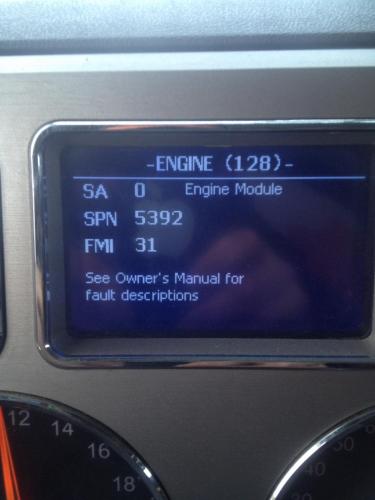 -ENGINE (128)-
SA 0 Engine Module
SPN 5392
FMI 31
See Owner's Manual for
fault descriptions
12
14
16
18